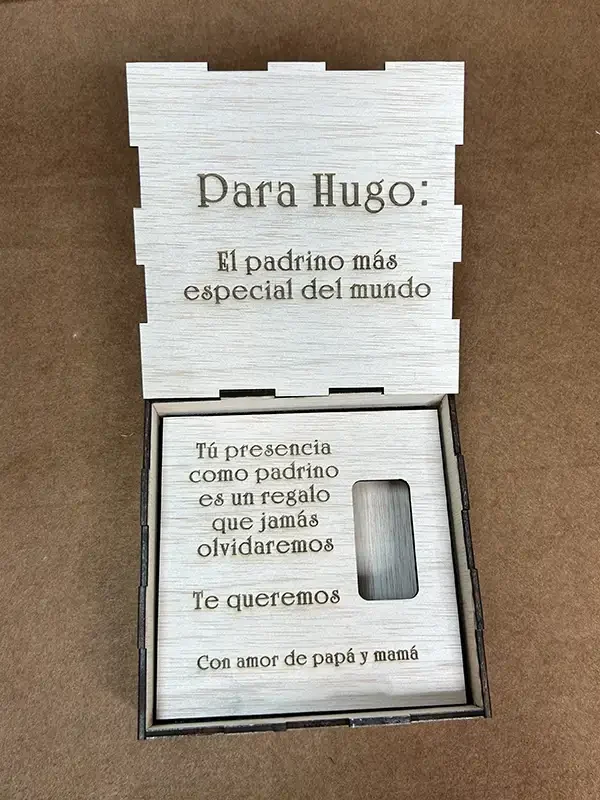 Para Hugo:
El padrino más
especial del mundo
Tú presencia
como padrino
es un regalo
que jamás
olvidaremos
Te queremos
Con amor de papá y mamá